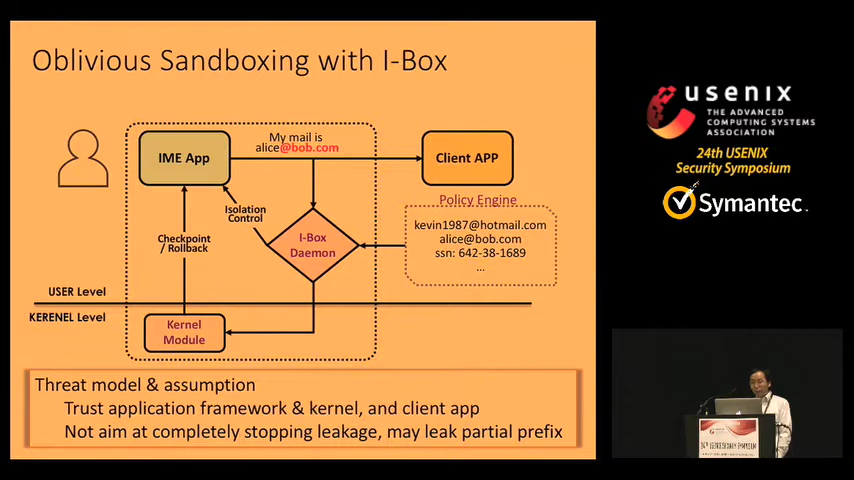 Oblivious Sandboxing with I-Box
IME App
My mail is
alice@bob.com
Client APP
Policy Engine
kevin1987@hotmail.com
alice@bob.com
ssn: 642-38-1689
...
Isolation
Control
I-Box
Daemon
Checkpoint
/ Rollback
USER Level
KERENEL Level
Kernel
Module
Threat model & assumption
Trust application framework & kernel, and client app
Not aim at completely stopping leakage, may leak partial prefix
usenix
THE ADVANCED
COMPUTING SYSTEMS
ASSOCIATION
24th USENIX
Security Symposium
Symantec.